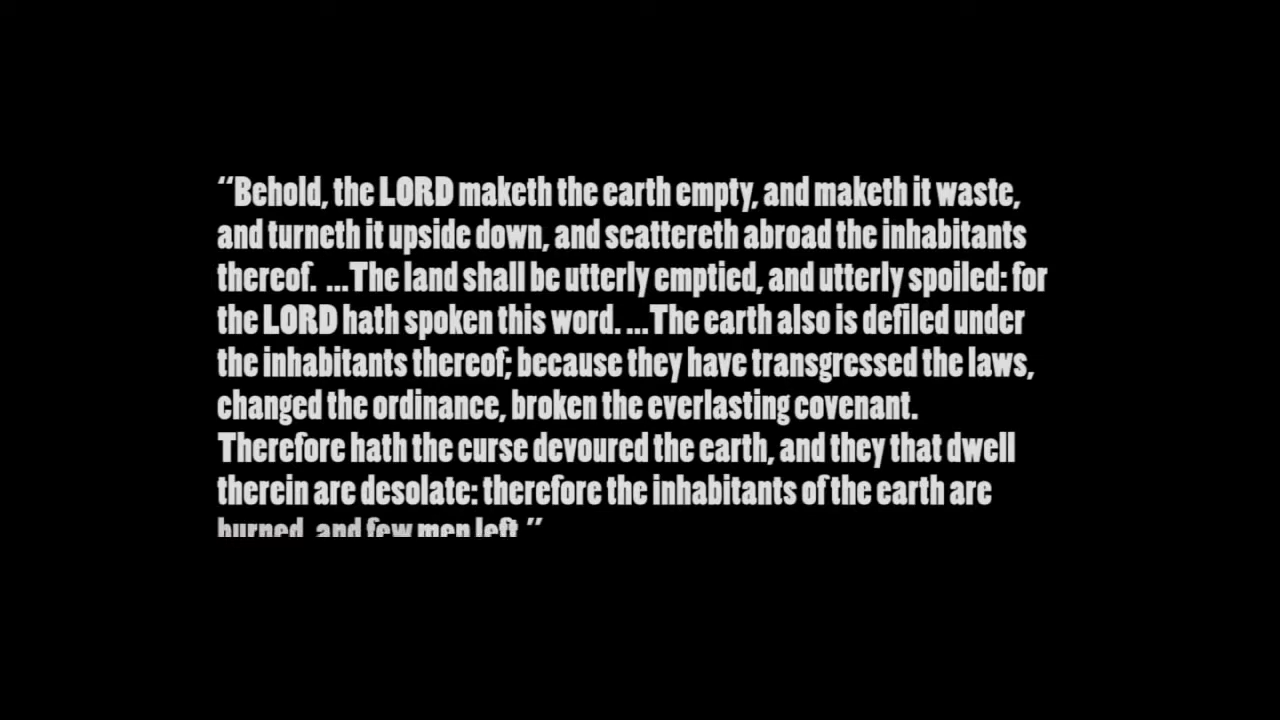 “Behold, the LORD maketh the earth empty, and maketh it waste,
and turneth it upside down, and scattereth abroad the inhabitants
thereof. ...The land shall be utterly emptied, and utterly spoiled: for
the LORD hath spoken this word. ...The earth also is defiled under
the inhabitants thereof; because they have transgressed the laws,
changed the ordinance, broken the everlasting covenant.
Therefore hath the curse devoured the earth, and they that dwell
therein are desolate: therefore the inhabitants of the earth are
burned, and few men left.”